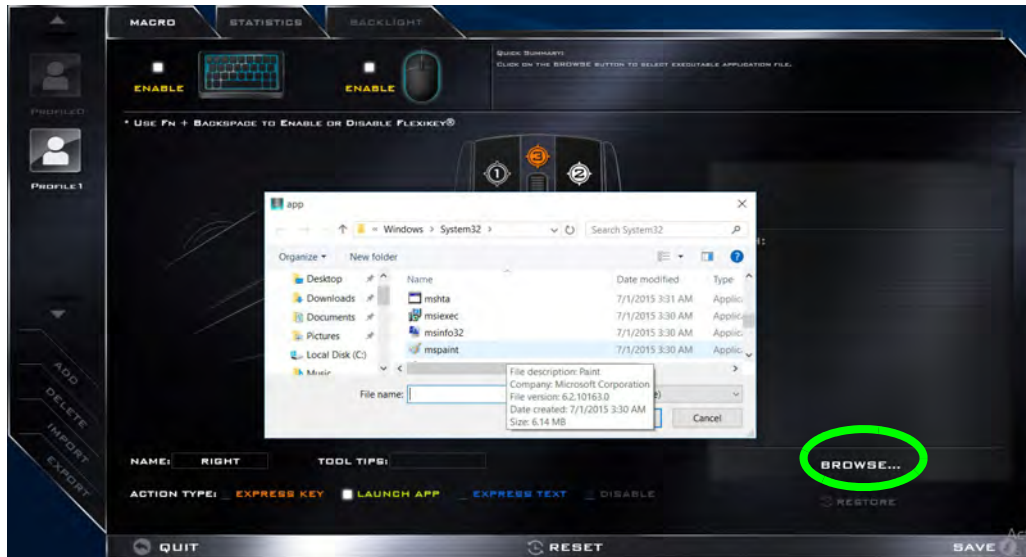 MACRO STATISTICS BACKLIGHT
QUICK SUMMARY:
CLICK ON THE BROWSE BUTTON TO SELECT EXECUTABLE APPLICATION FILE.
ENABLE ENABLE
PROFILE0
* USE FN + BACKSPACE TO ENABLE OR DISABLE FLEXIKEY®
1 3 2
PROFILE1
app
Windows > System32 >
Search System32
Organize
New folder
Name Date modified Type
Desktop
Downloads
Documents
Pictures
Local Disk (C:)
Music
mshta 7/1/2015 3:31 AM Applic
msiexec 7/1/2015 3:30 AM Applic
msinfo32 7/1/2015 3:30 AM Applic
mspaint 7/1/2015 3:30 AM Applic
File description: Paint
Company: Microsoft Corporation
File version: 6.2.10163.0
Date created: 7/1/2015 3:30 AM
Size: 6.14 MB
File name:
Cancel
ADD
DELETE
IMPORT
EXPORT
NAME: RIGHT TOOL TIPS:
BROWSE...
ACTION TYPE: EXPRESS KEY LAUNCH APP EXPRESS TEXT DISABLE
RESTORE
QUIT RESET SAVE